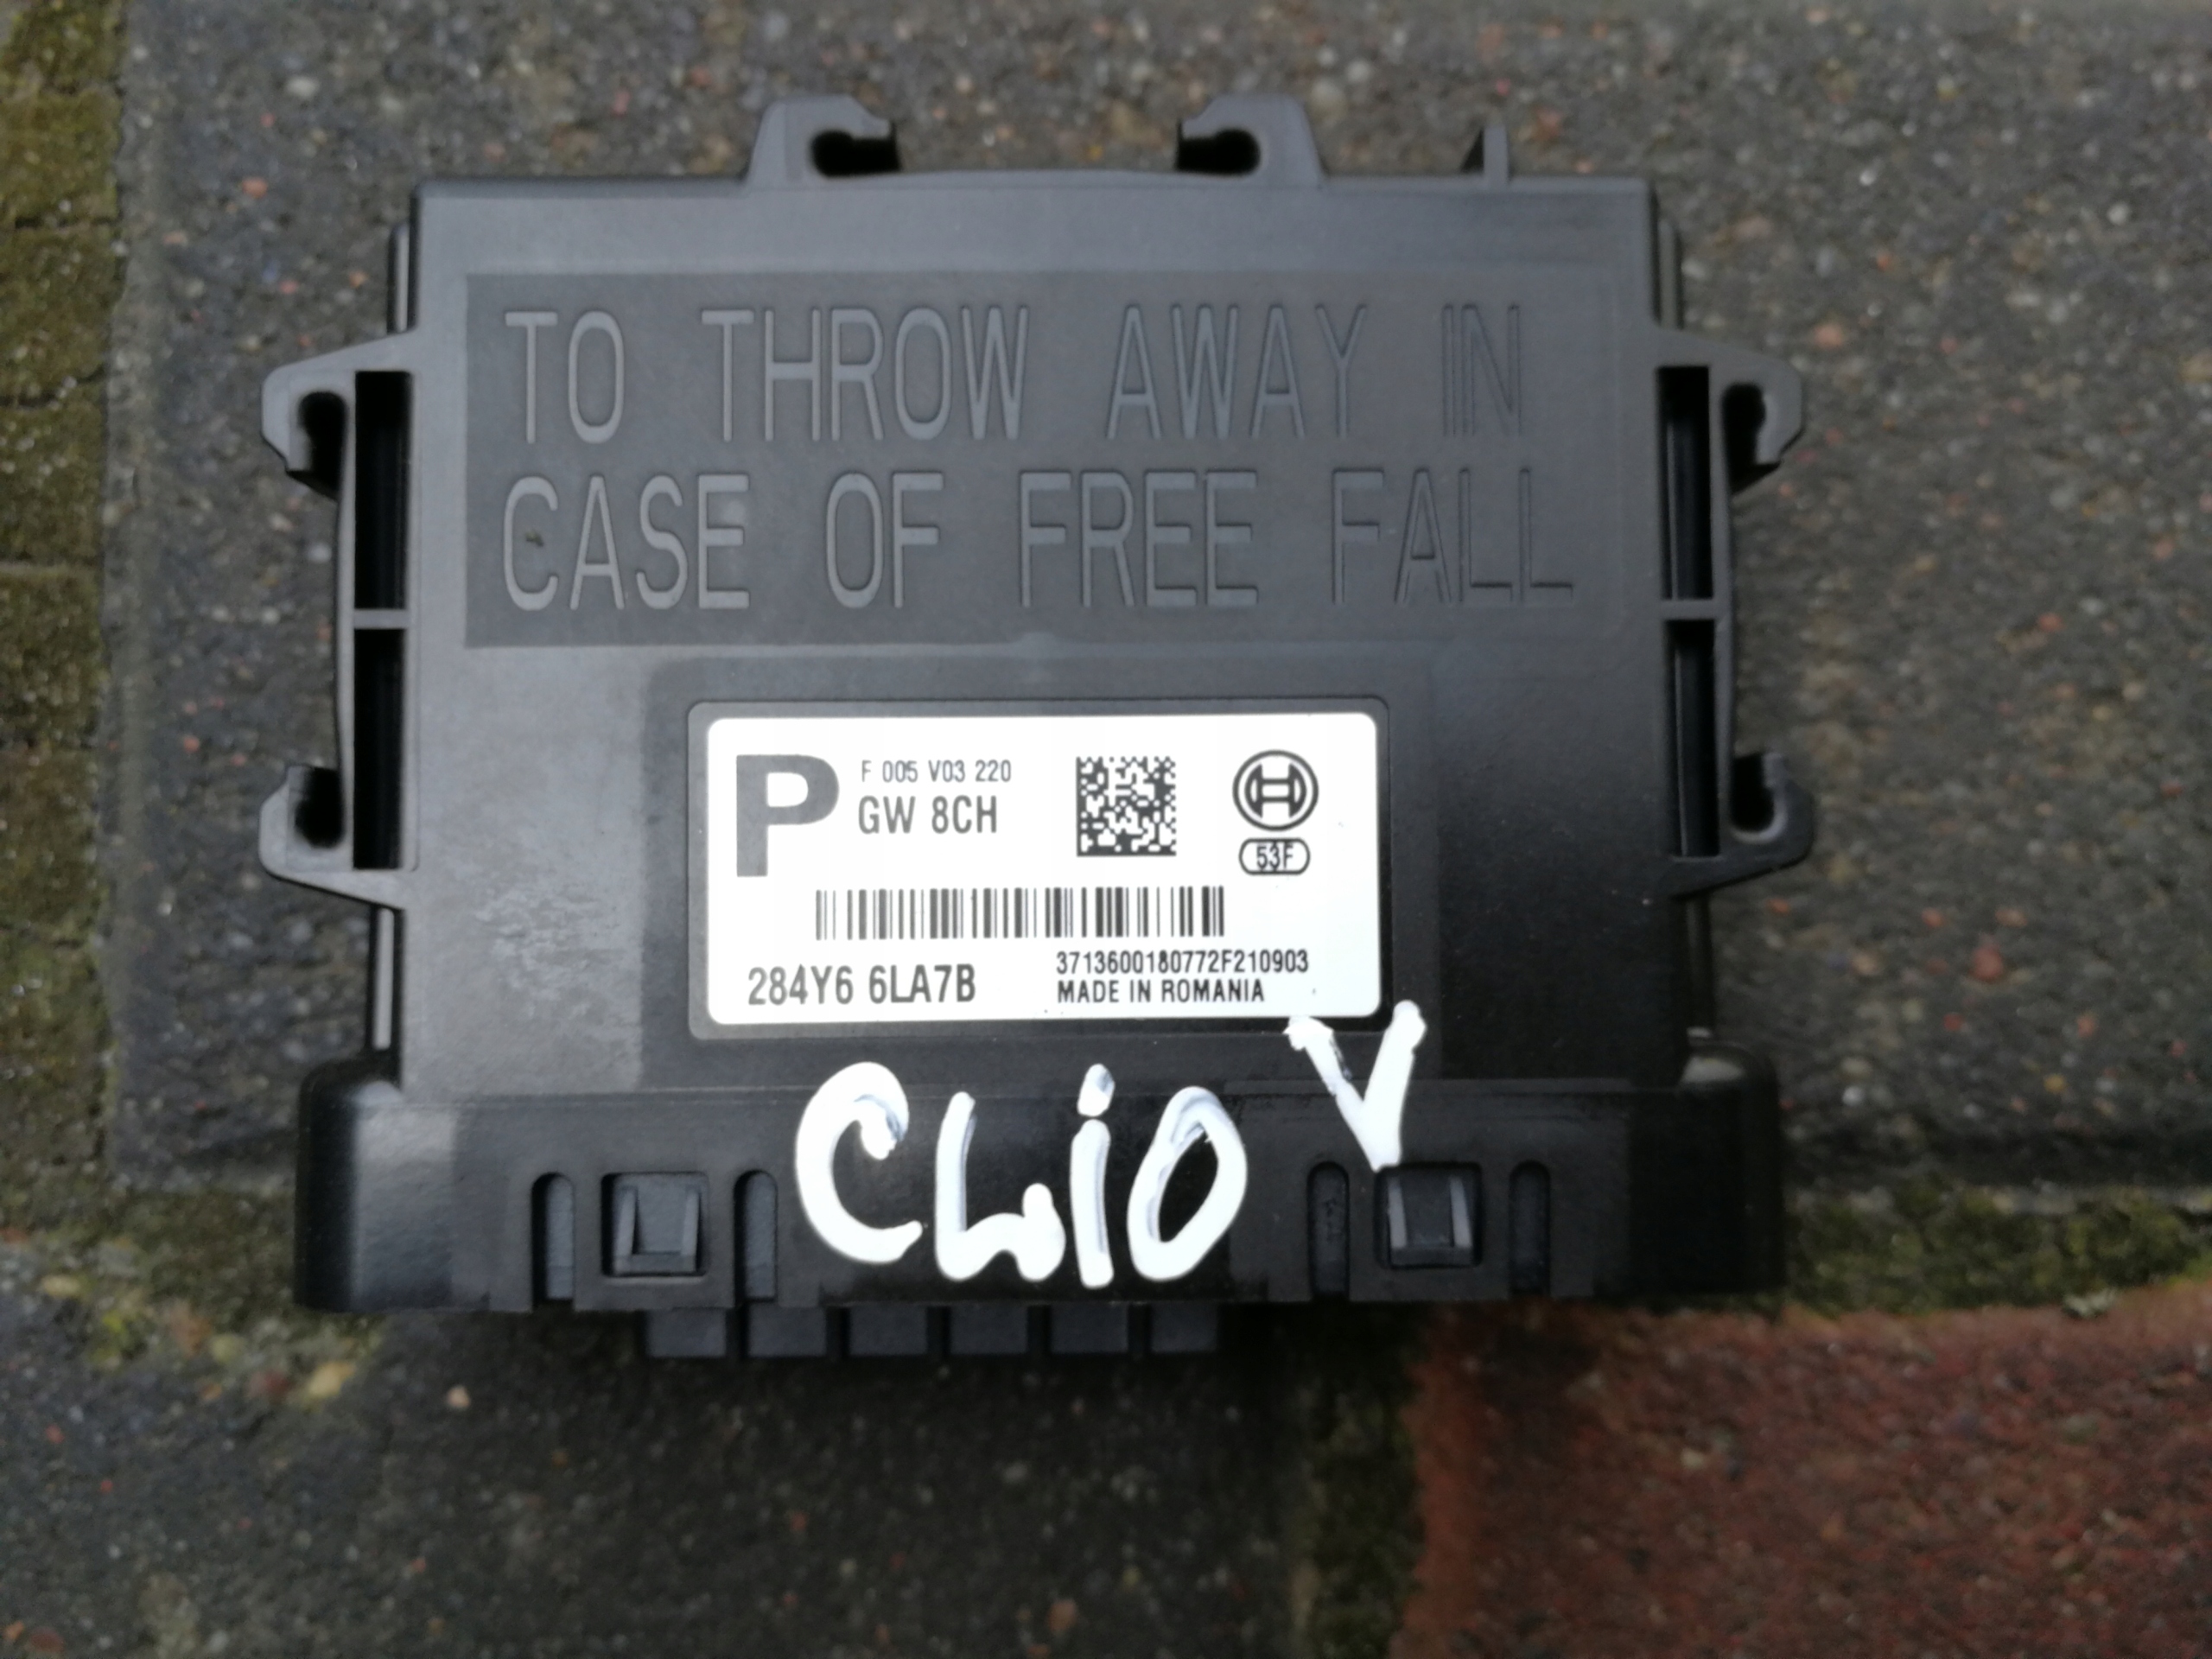 TO THROW AWAY IN
CASE OF FREE FALL
P
F 005 V03 220
GW 8CH
53F
3713600180772F210903
284Y6 6LA7B
MADE IN ROMANIA
CLiO V